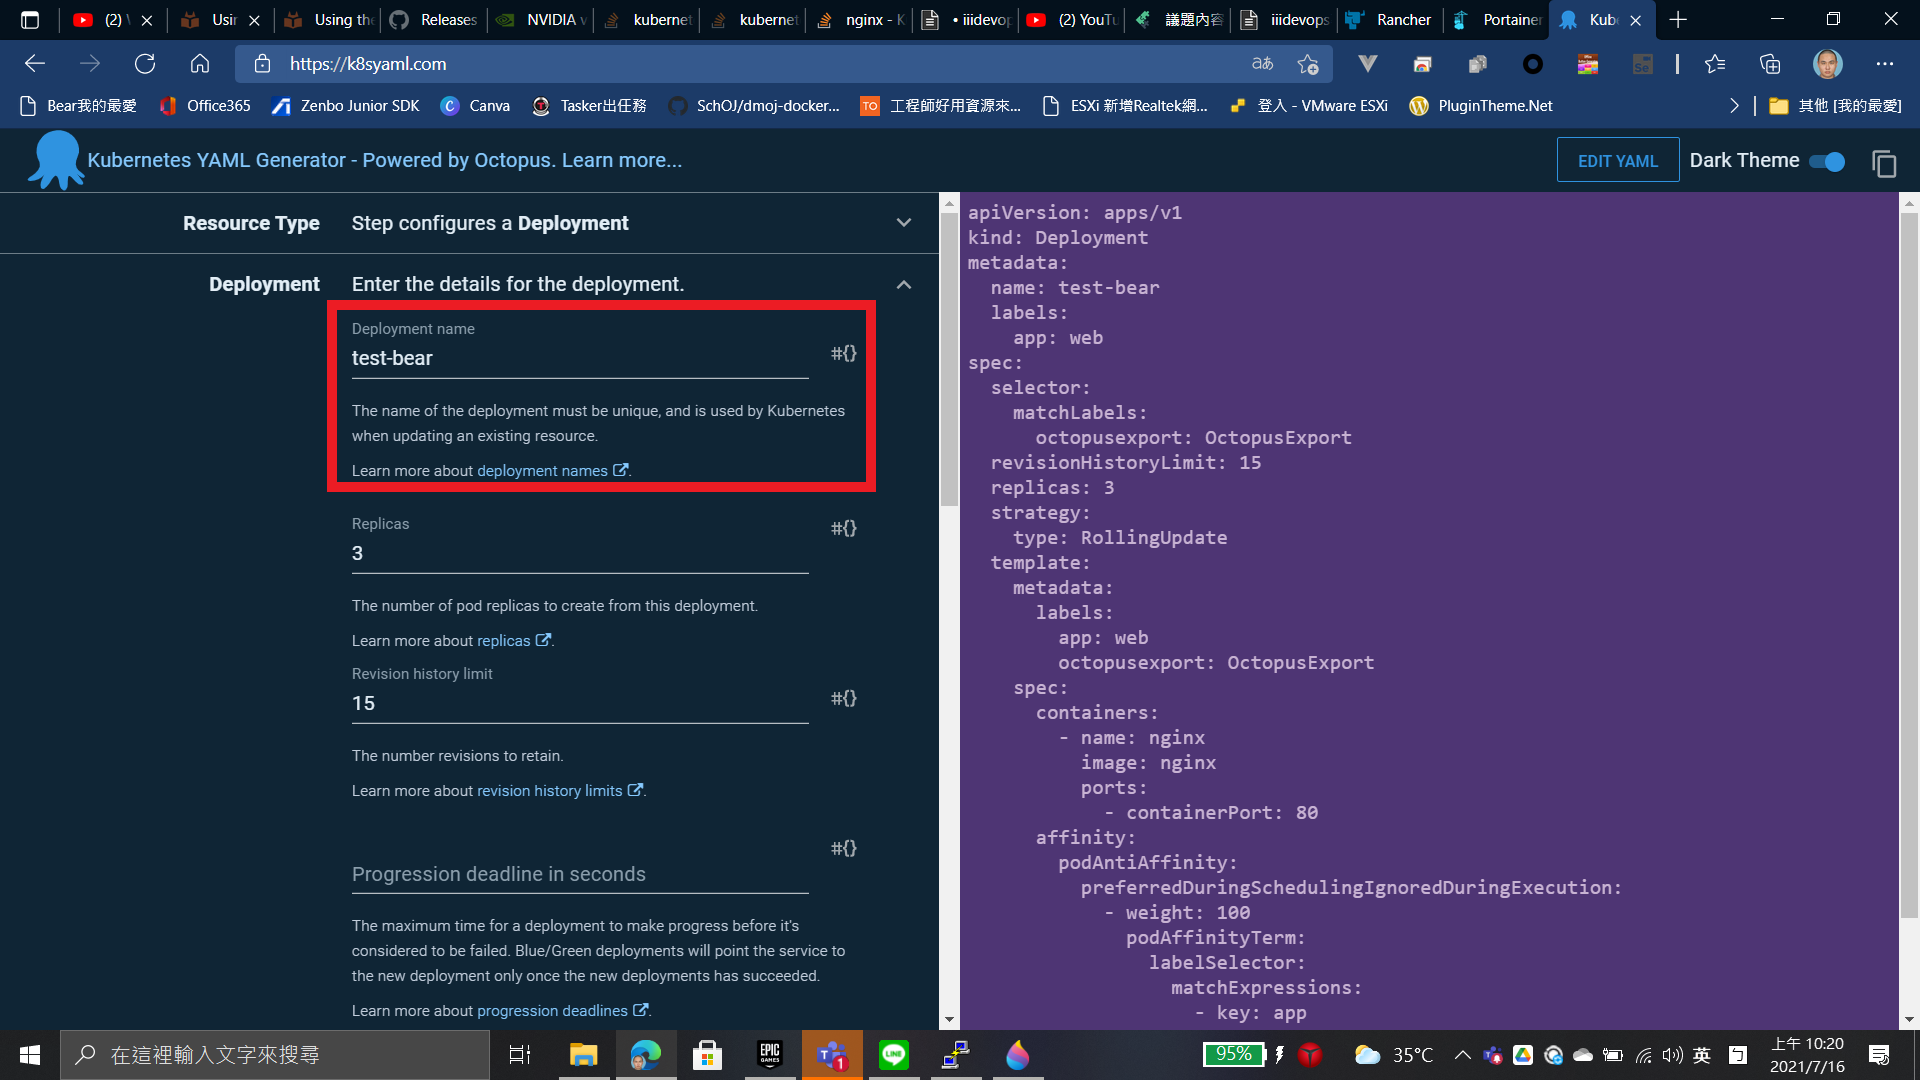 (2) \
Usin
Using the
Releases
NVIDIA v
kubernet
kubernet
nginx - K
• iiidevop
(2) YouTu
議題內容
iiidevops
Rancher
Portainer
Kub
https://k8syaml.com
aあ
Bear我的最愛
Office365
Zenbo Junior SDK
Canva
Tasker出任務
SchOJ/dmoj-docker...
TO
工程師好用資源來...
ESXi 新增Realtek網...
登入 - VMware ESXi
PluginTheme.Net
其他 [我的最愛]
Kubernetes YAML Generator - Powered by Octopus. Learn more...
EDIT YAML
Dark Theme
Resource Type
Step configures a Deployment
Deployment
Enter the details for the deployment.
Deployment name
test-bear
#{}
The name of the deployment must be unique, and is used by Kubernetes
when updating an existing resource.
Learn more about deployment names.
Replicas
3
#{}
The number of pod replicas to create from this deployment.
Learn more about replicas.
Revision history limit
15
#{}
The number revisions to retain.
Learn more about revision history limits.
#{}
Progression deadline in seconds
The maximum time for a deployment to make progress before it's
considered to be failed. Blue/Green deployments will point the service to
the new deployment only once the new deployments has succeeded.
Learn more about progression deadlines.
apiVersion: apps/v1
kind: Deployment
metadata:
  name: test-bear
  labels:
    app: web
spec:
  selector:
    matchLabels:
      octopusexport: OctopusExport
  revisionHistoryLimit: 15
  replicas: 3
  strategy:
    type: RollingUpdate
  template:
    metadata:
      labels:
        app: web
        octopusexport: OctopusExport
    spec:
      containers:
        - name: nginx
          image: nginx
          ports:
            - containerPort: 80
      affinity:
        podAntiAffinity:
          preferredDuringSchedulingIgnoredDuringExecution:
            - weight: 100
              podAffinityTerm:
                labelSelector:
                  matchExpressions:
                    - key: app
在這裡輸入文字來搜尋
EPIC
GAMES
1
LINE
95%
35°C
英
上午 10:20
2021/7/16